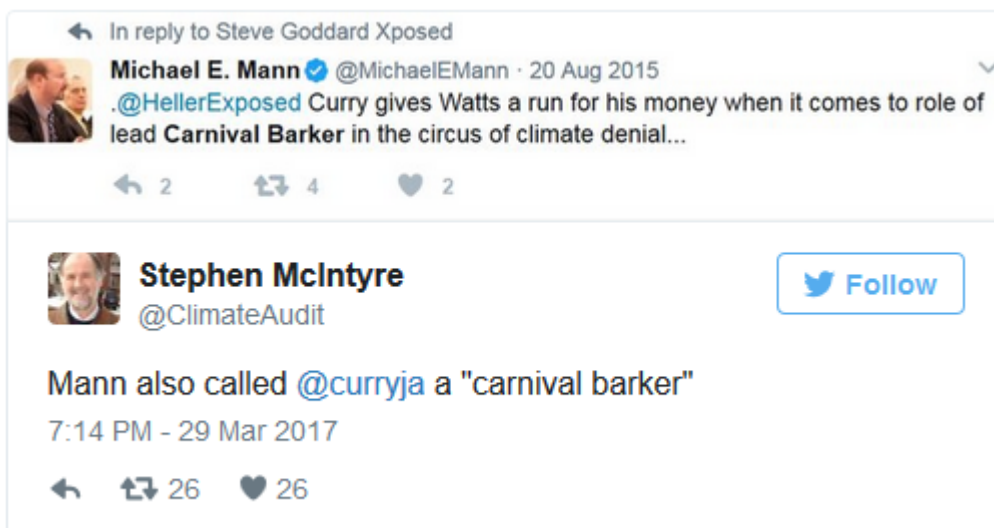 In reply to Steve Goddard Xposed
Michael E. Mann @MichaelEMann · 20 Aug 2015
.@HellerExposed Curry gives Watts a run for his money when it comes to role of
lead Carnival Barker in the circus of climate denial...
2 4 2
Stephen McIntyre
@ClimateAudit
Follow
Mann also called @curryja a "carnival barker"
7:14 PM - 29 Mar 2017
26 26